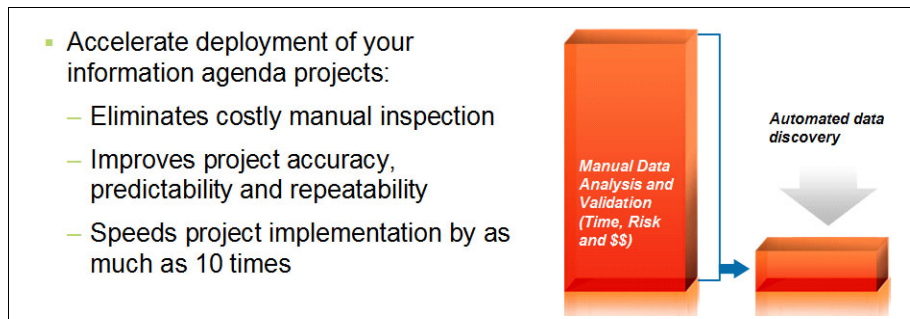 ▪ Accelerate deployment of your
information agenda projects:
– Eliminates costly manual inspection
– Improves project accuracy,
predictability and repeatability
– Speeds project implementation by as
much as 10 times
Manual Data
Analysis and
Validation
(Time, Risk
and $$)
Automated data
discovery